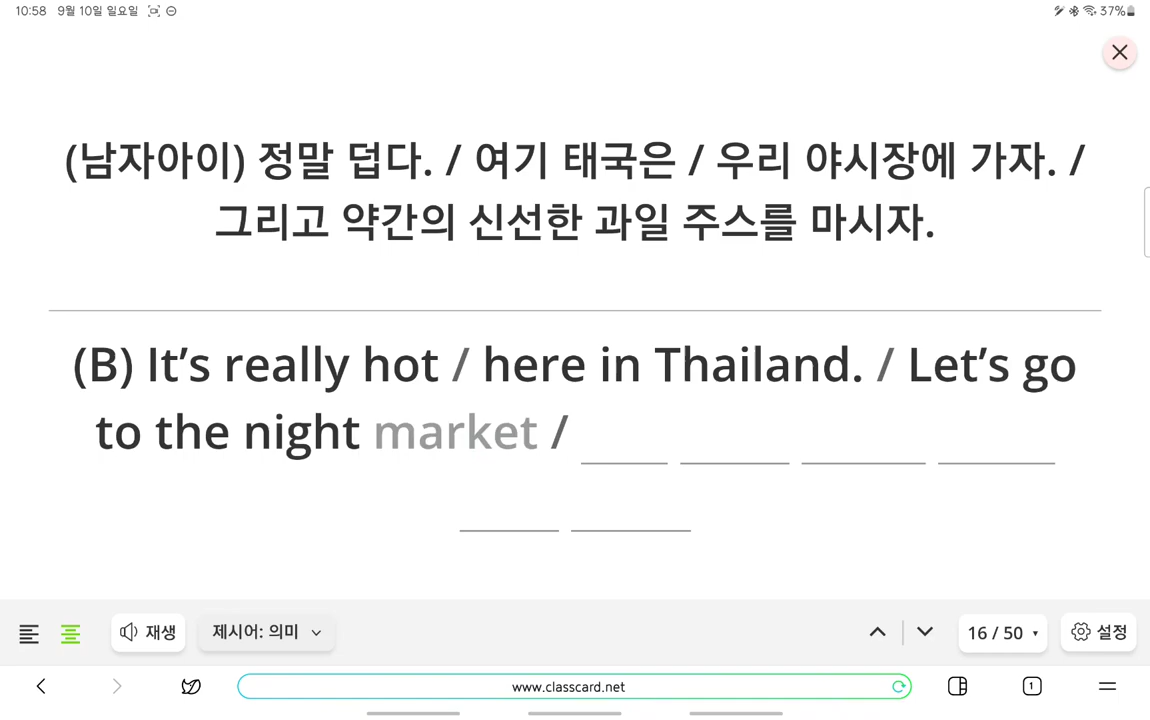 10:58 9월 10일 일요일 37%
(남자아이) 정말 덥다. / 여기 태국은 / 우리 야시장에 가자. /
그리고 약간의 신선한 과일 주스를 마시자.
(B) It’s really hot / here in Thailand. / Let’s go
to the night market /
재생 제시어: 의미 16 / 50 설정
www.classcard.net 1